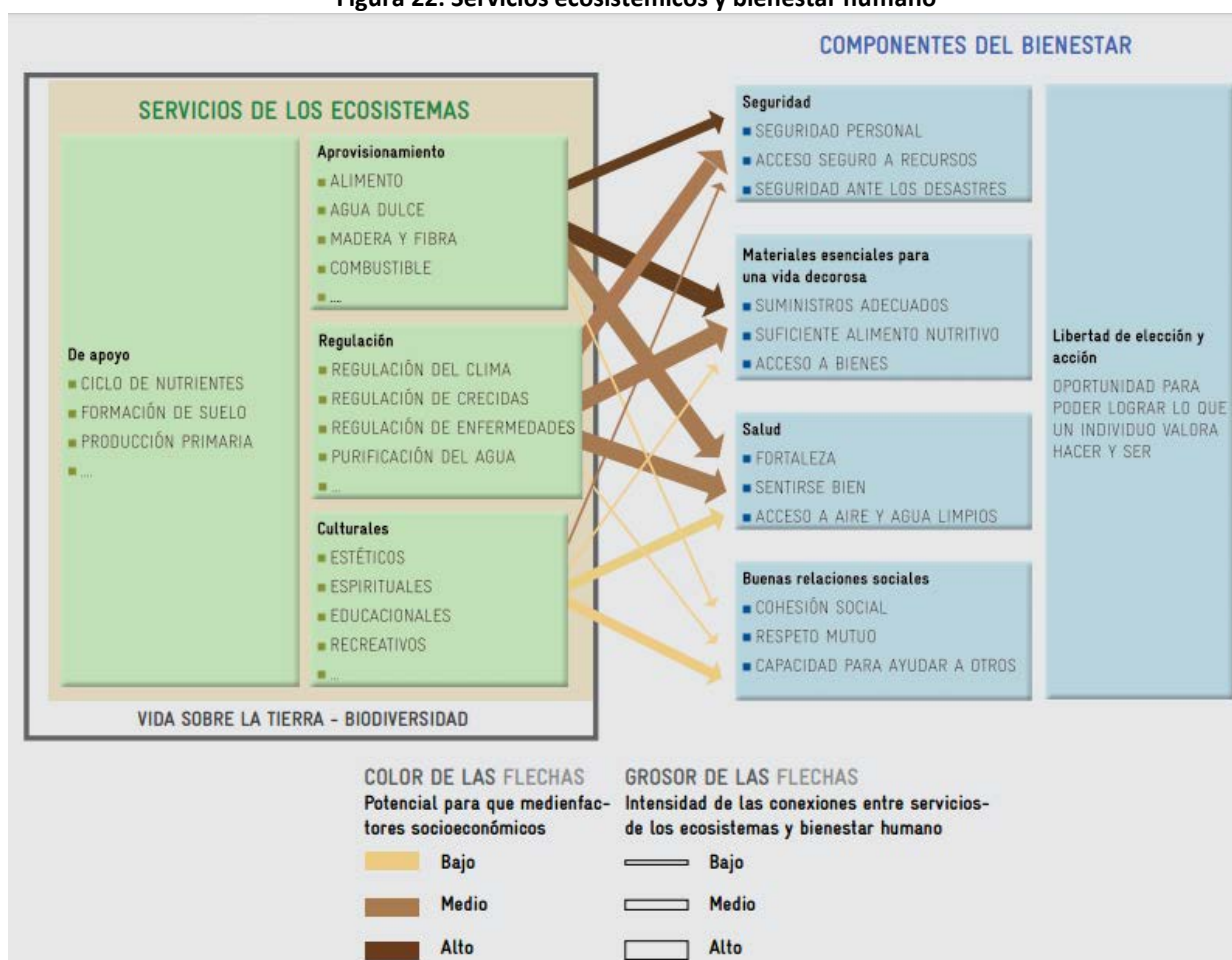 Figura 22. Servicios ecosistémicos y bienestar humano
COMPONENTES DEL BIENESTAR
SERVICIOS DE LOS ECOSISTEMAS
De apoyo
CICLO DE NUTRIENTES
FORMACIÓN DE SUELO
PRODUCCIÓN PRIMARIA
....
Aprovisionamiento
ALIMENTO
AGUA DULCE
MADERA Y FIBRA
COMBUSTIBLE
....
Regulación
REGULACIÓN DEL CLIMA
REGULACIÓN DE CRECIDAS
REGULACIÓN DE ENFERMEDADES
PURIFICACIÓN DEL AGUA
...
Culturales
ESTÉTICOS
ESPIRITUALES
EDUCACIONALES
RECREATIVOS
...
VIDA SOBRE LA TIERRA - BIODIVERSIDAD
Seguridad
SEGURIDAD PERSONAL
ACCESO SEGURO A RECURSOS
SEGURIDAD ANTE LOS DESASTRES
Materiales esenciales para
una vida decorosa
SUMINISTROS ADECUADOS
SUFICIENTE ALIMENTO NUTRITIVO
ACCESO A BIENES
Salud
FORTALEZA
SENTIRSE BIEN
ACCESO A AIRE Y AGUA LIMPIOS
Buenas relaciones sociales
COHESIÓN SOCIAL
RESPETO MUTUO
CAPACIDAD PARA AYUDAR A OTROS
Libertad de elección y
acción
OPORTUNIDAD PARA
PODER LOGRAR LO QUE
UN INDIVIDUO VALORA
HACER Y SER
COLOR DE LAS FLECHAS
Potencial para que medienfac-
tores socioeconómicos
Bajo
Medio
Alto
GROSOR DE LAS FLECHAS
Intensidad de las conexiones entre servicios-
de los ecosistemas y bienestar humano
Bajo
Medio
Alto